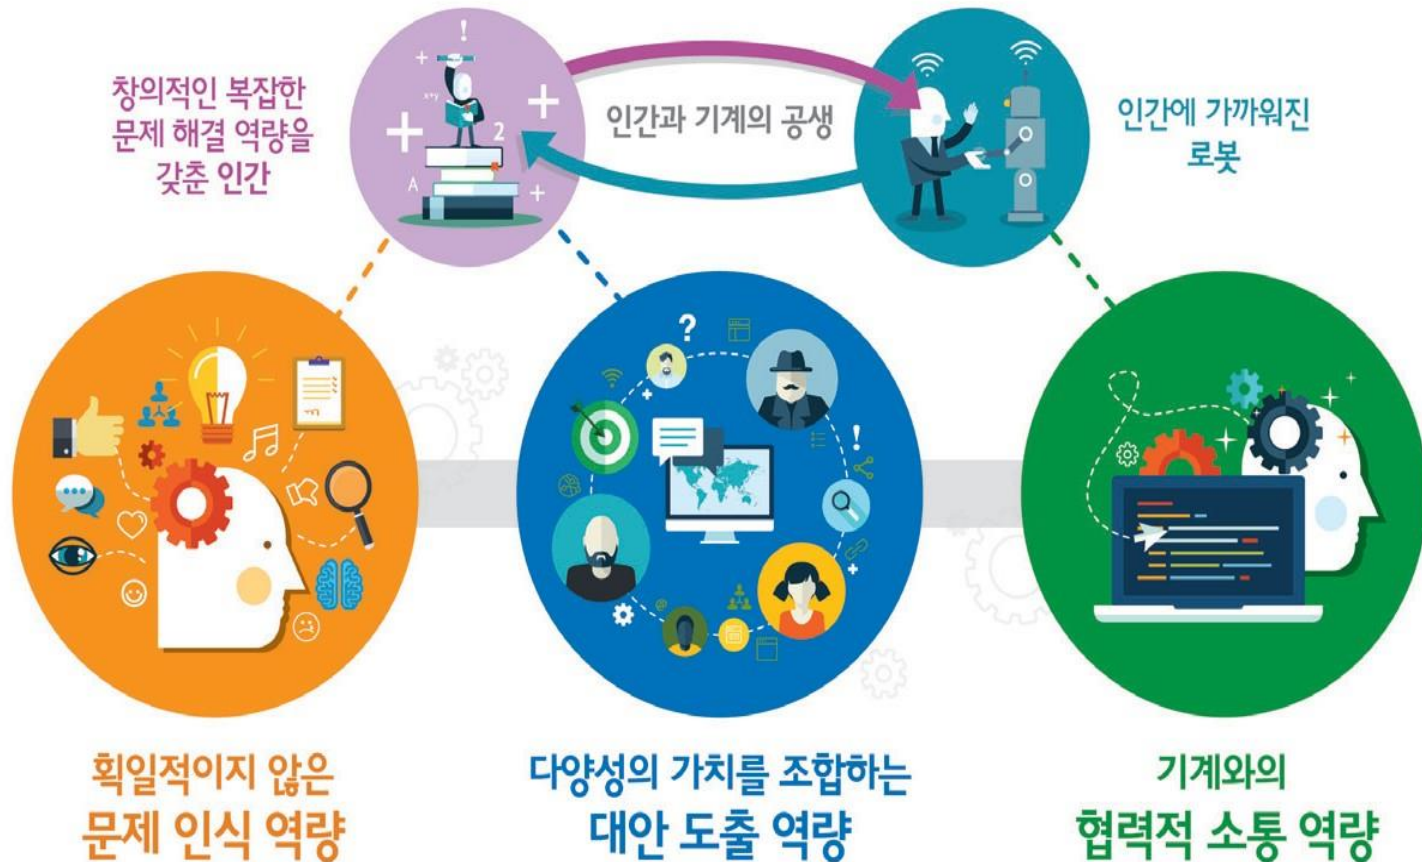 창의적인 복잡한
문제 해결 역량을
갖춘 인간
! 
+
x+y
+
+
2
A
+
인간과 기계의 공생
인간에 가까워진
로봇
?
+
!
+
@
획일적이지 않은
문제 인식 역량
다양성의 가치를 조합하는
대안 도출 역량
기계와의
협력적 소통 역량